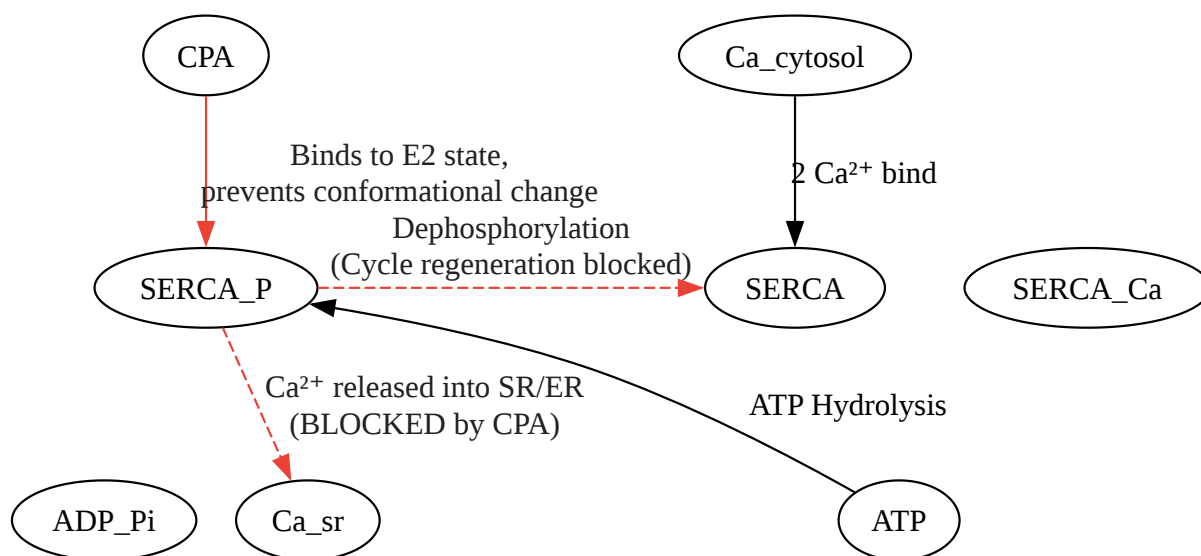 CPA
Ca_cytosol
Binds to E2 state,
prevents conformational change
2 Ca²⁺ bind
Dephosphorylation
(Cycle regeneration blocked)
SERCA_P
SERCA
SERCA_Ca
Ca²⁺ released into SR/ER
(BLOCKED by CPA)
ATP Hydrolysis
ADP_Pi
Ca_sr
ATP